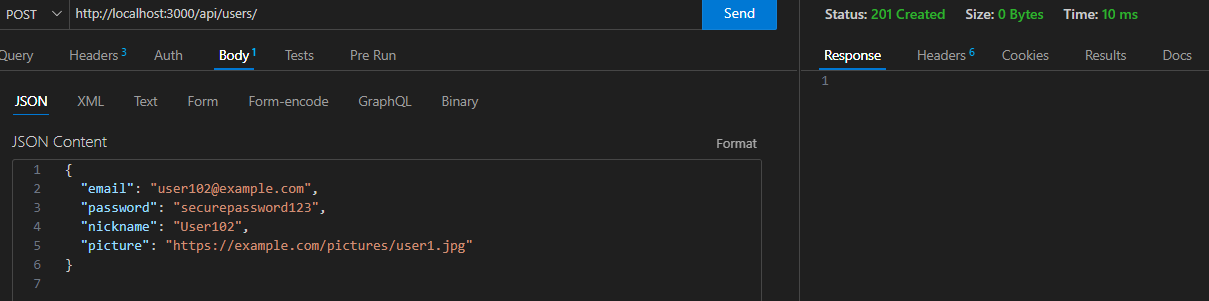 POST http://localhost:3000/api/users/ Send
Query Headers 3 Auth Body 1 Tests Pre Run
JSON XML Text Form Form-encode GraphQL Binary
JSON Content Format
1 {
2 "email": "user102@example.com",
3 "password": "securepassword123",
4 "nickname": "User102",
5 "picture": "https://example.com/pictures/user1.jpg"
6 }
7
Status: 201 Created Size: 0 Bytes Time: 10 ms
Response Headers 6 Cookies Results Docs
1